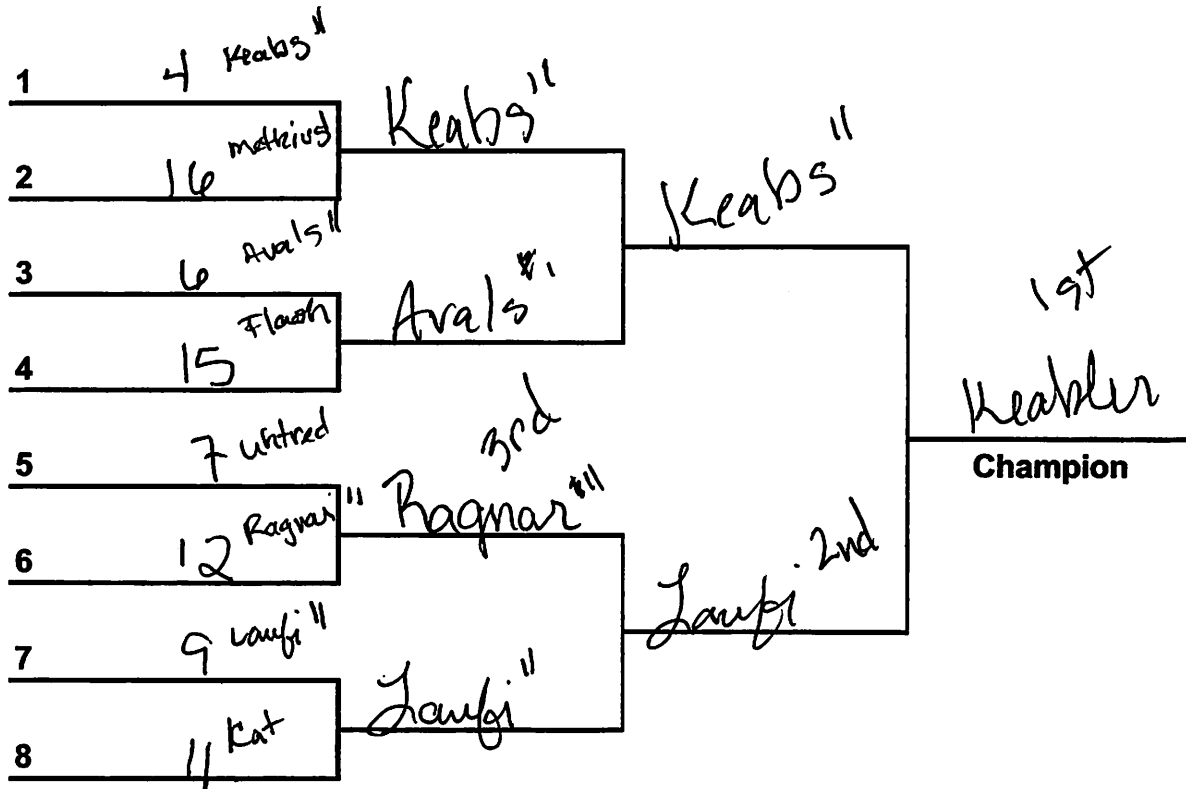 1 4 Keabs"
2 16 mathius
Keabs"
3 6 Avals"
4 15 Flash
Avals
Keabs"
5 7 Uhtred
6 12 Ragnar"
3rd
Ragnar
7 9 Laufi"
8 11 Kat
Laufi"
Laufi 2nd
1st
Keabler
Champion